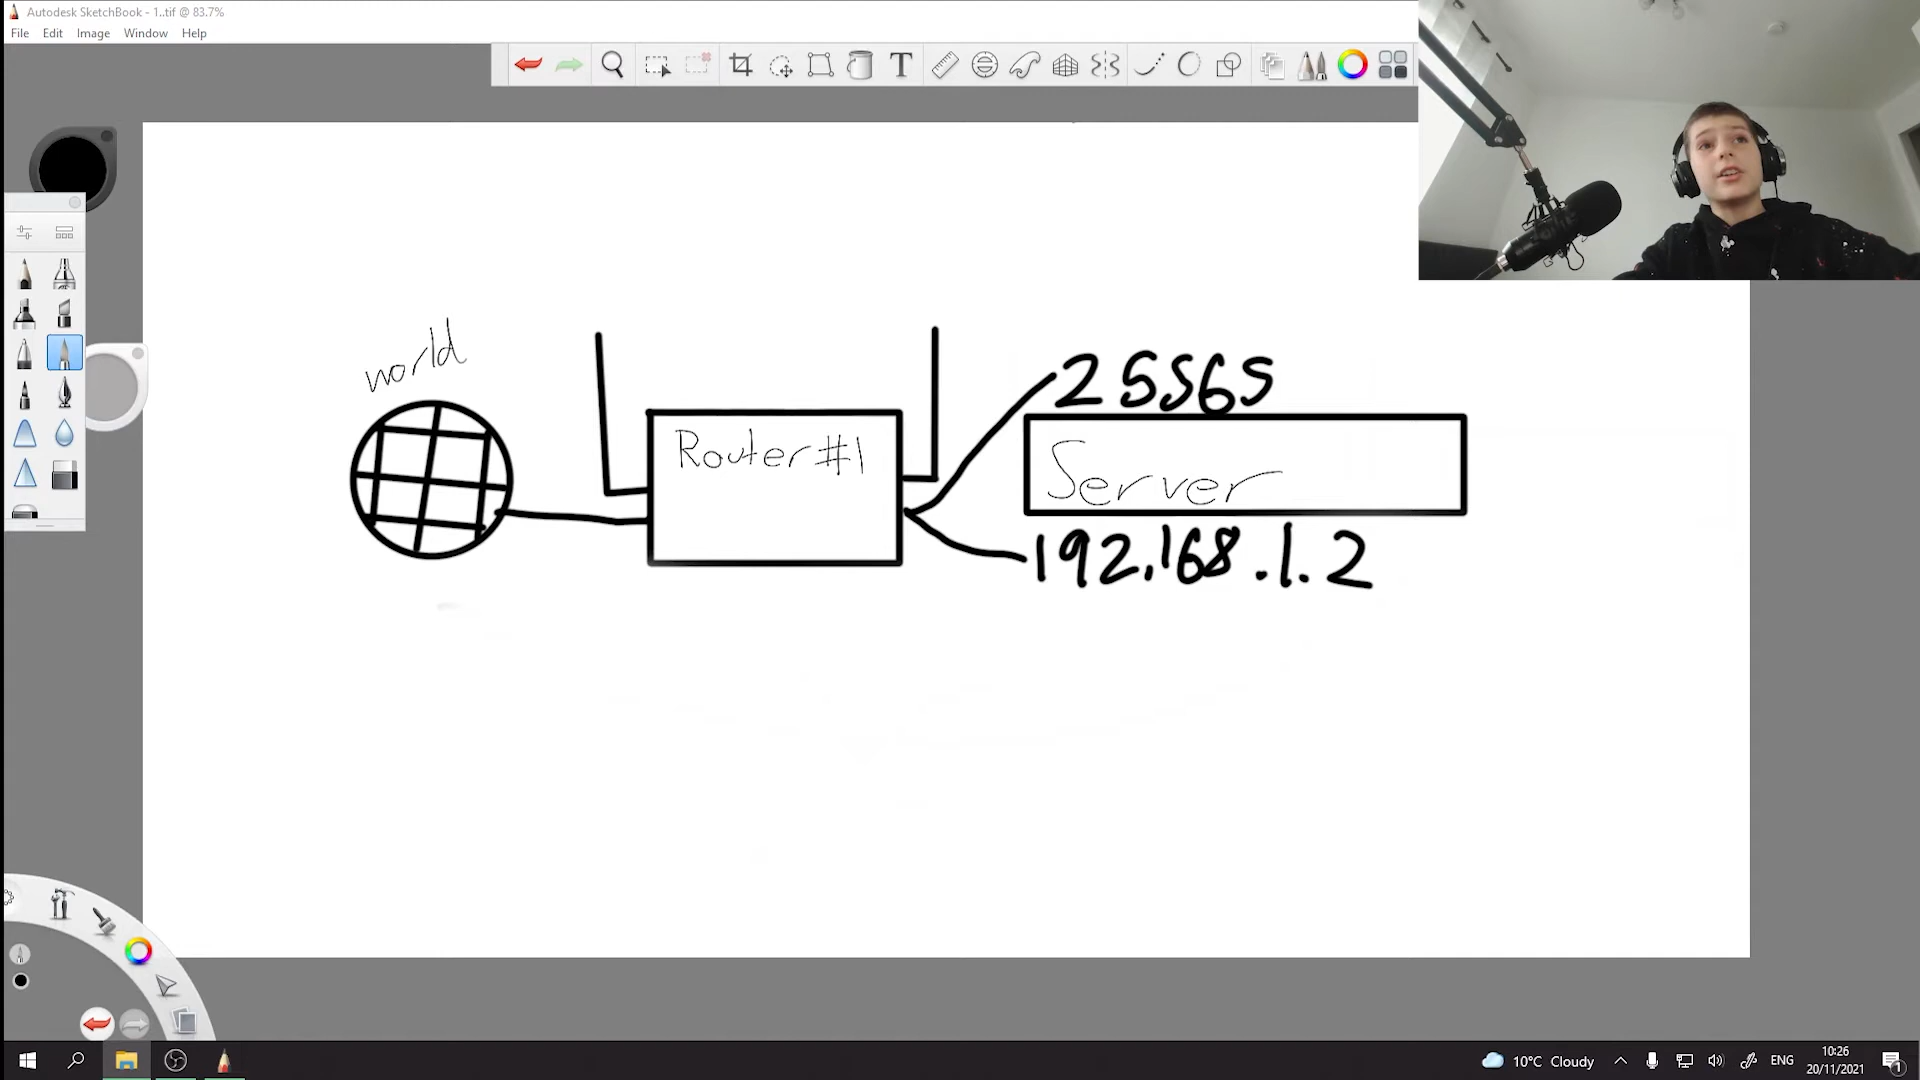 Autodesk SketchBook - 1..tif @ 83.7%
File Edit Image Window Help
T
world
25565
Router #1
Server
192.168.1.2
10°C Cloudy
ENG
10:26
20/11/2021
1